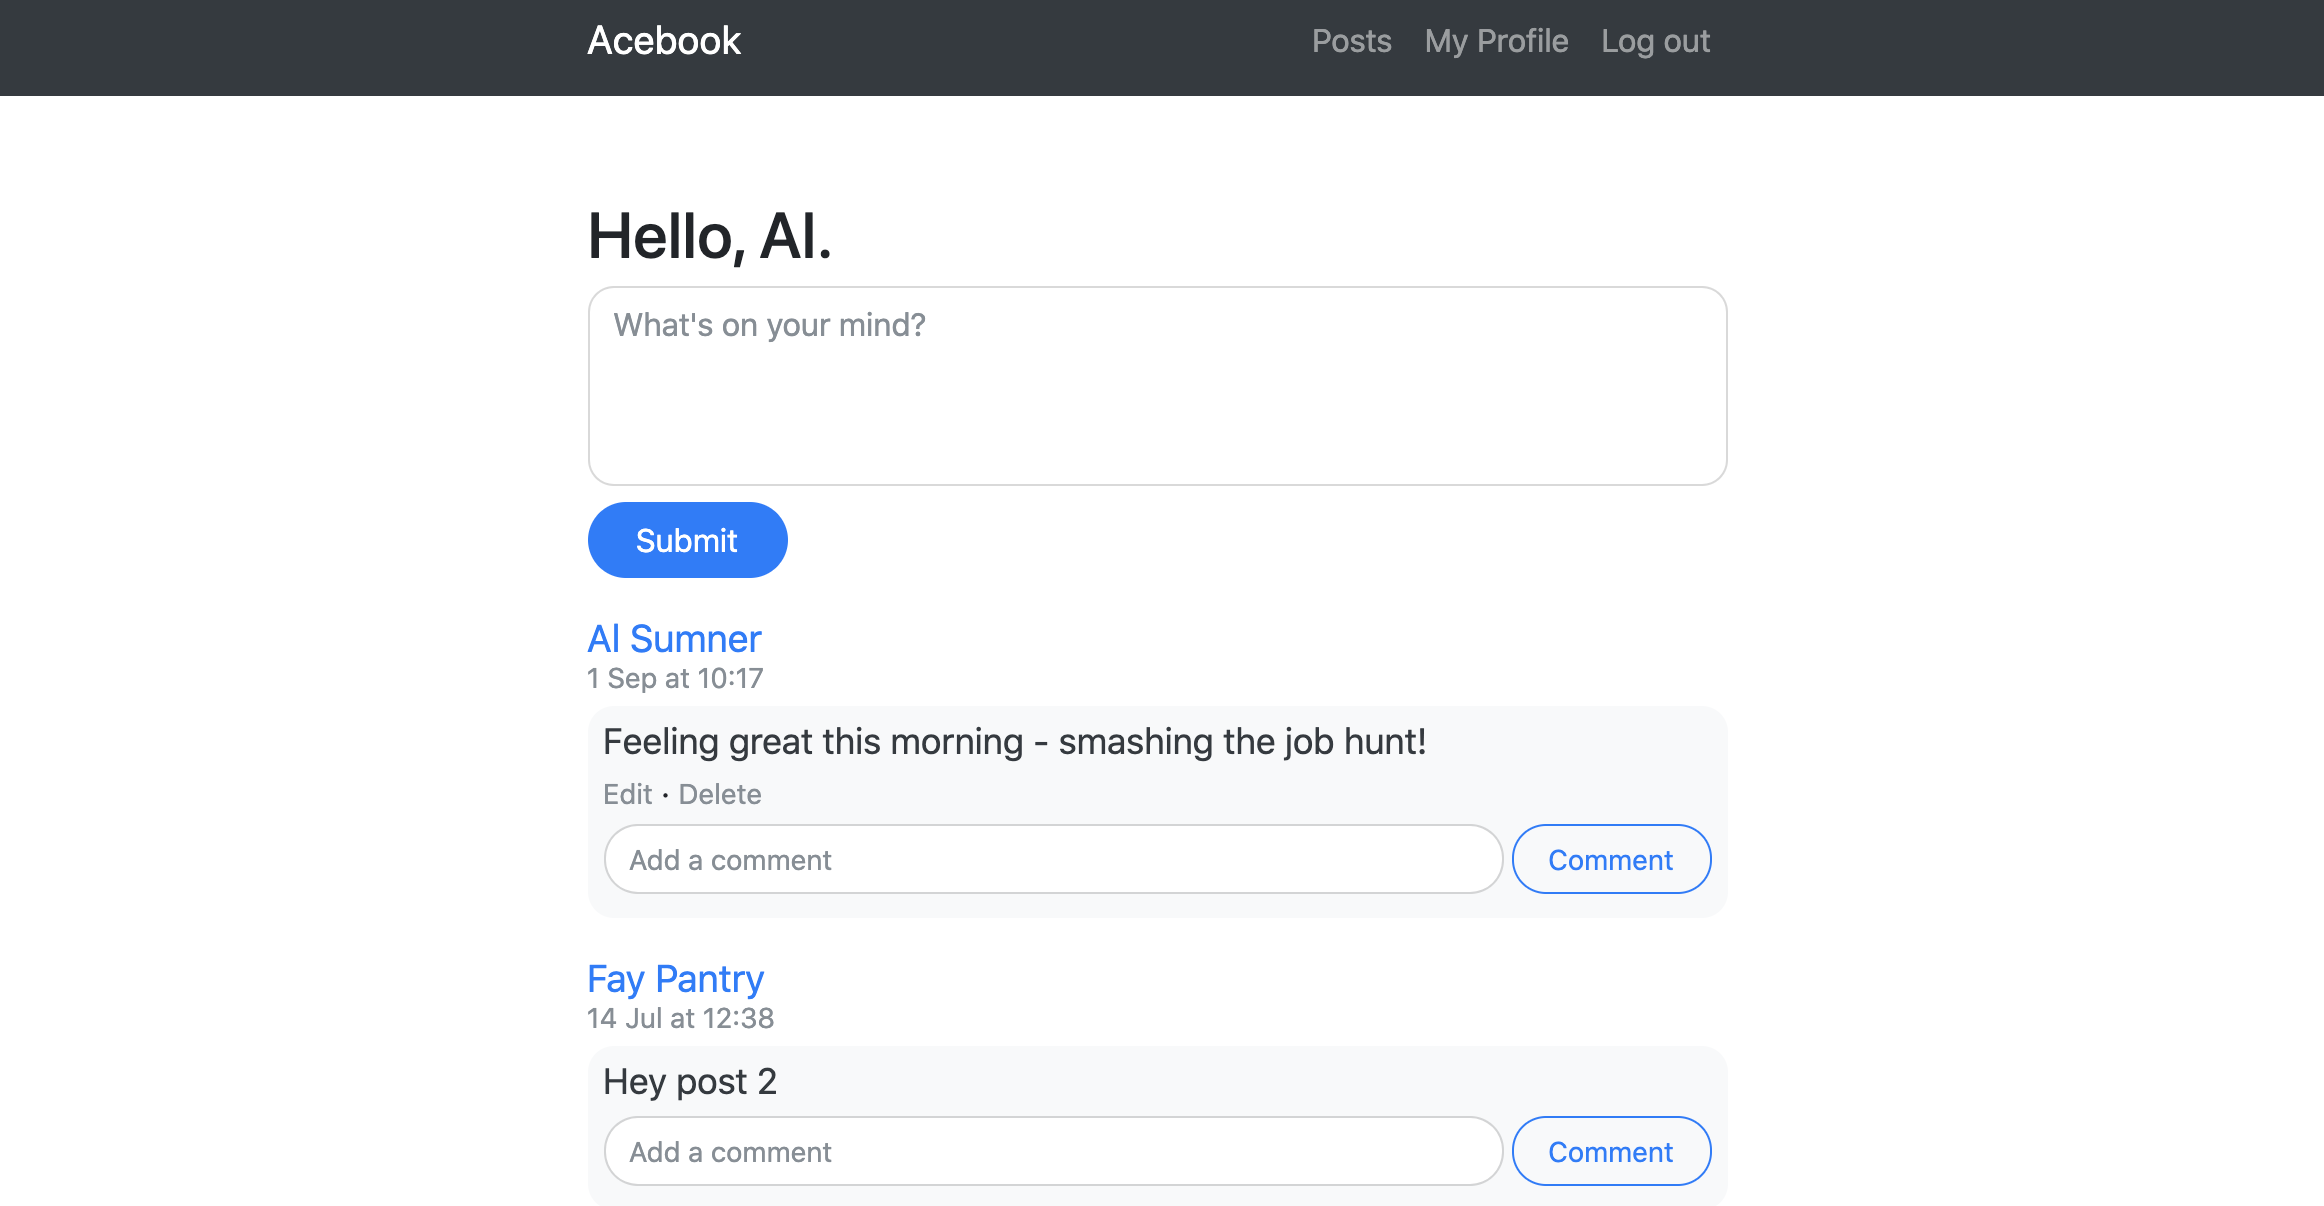 Acebook Posts My Profile Log out
Hello, Al.
What's on your mind?
Submit
Al Sumner
1 Sep at 10:17
Feeling great this morning - smashing the job hunt!
Edit • Delete
Add a comment Comment
Fay Pantry
14 Jul at 12:38
Hey post 2
Add a comment Comment